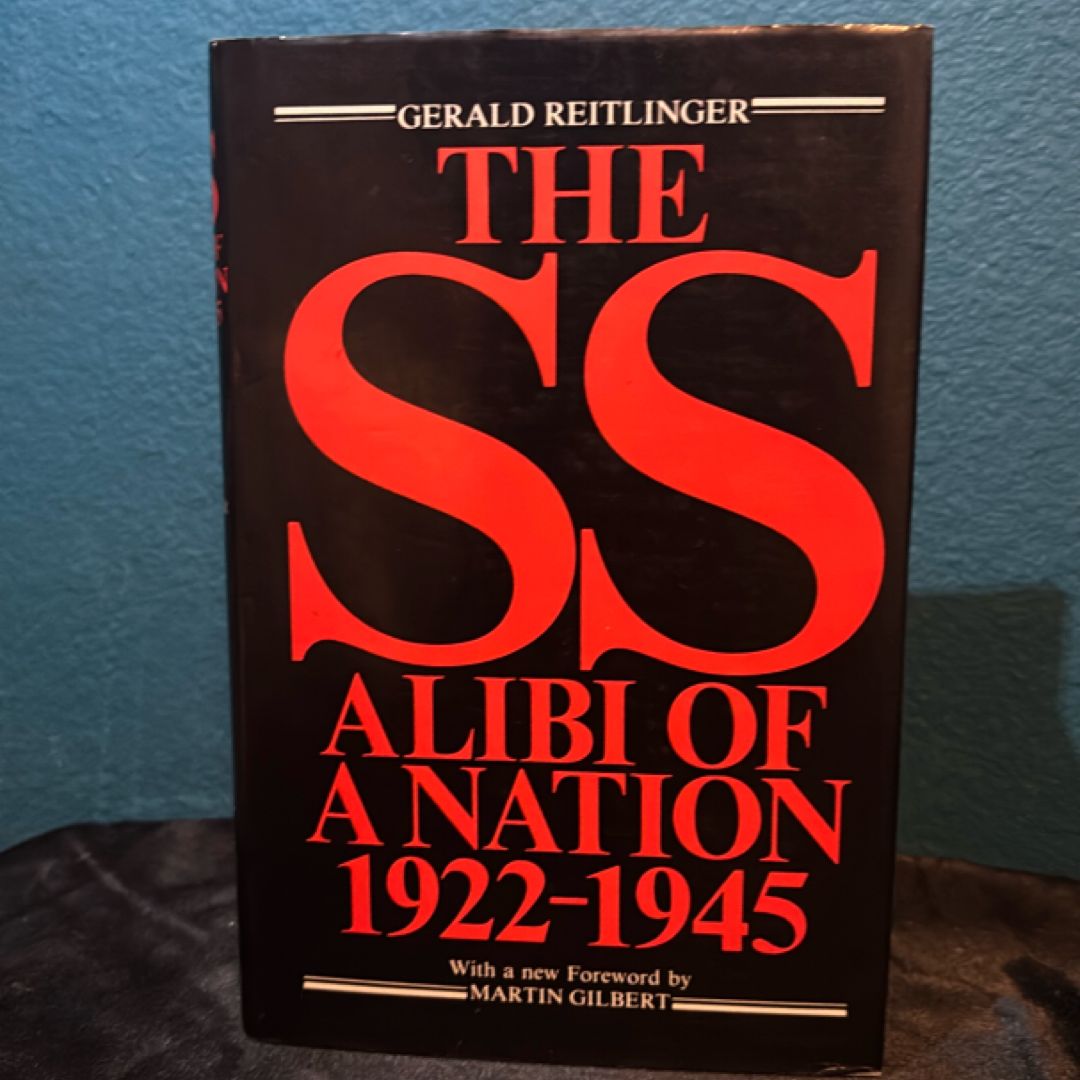 GERALD REITLINGER
THE
SS
ALIBI OF
A NATION
1922–1945
With a new Foreword by
MARTIN GILBERT